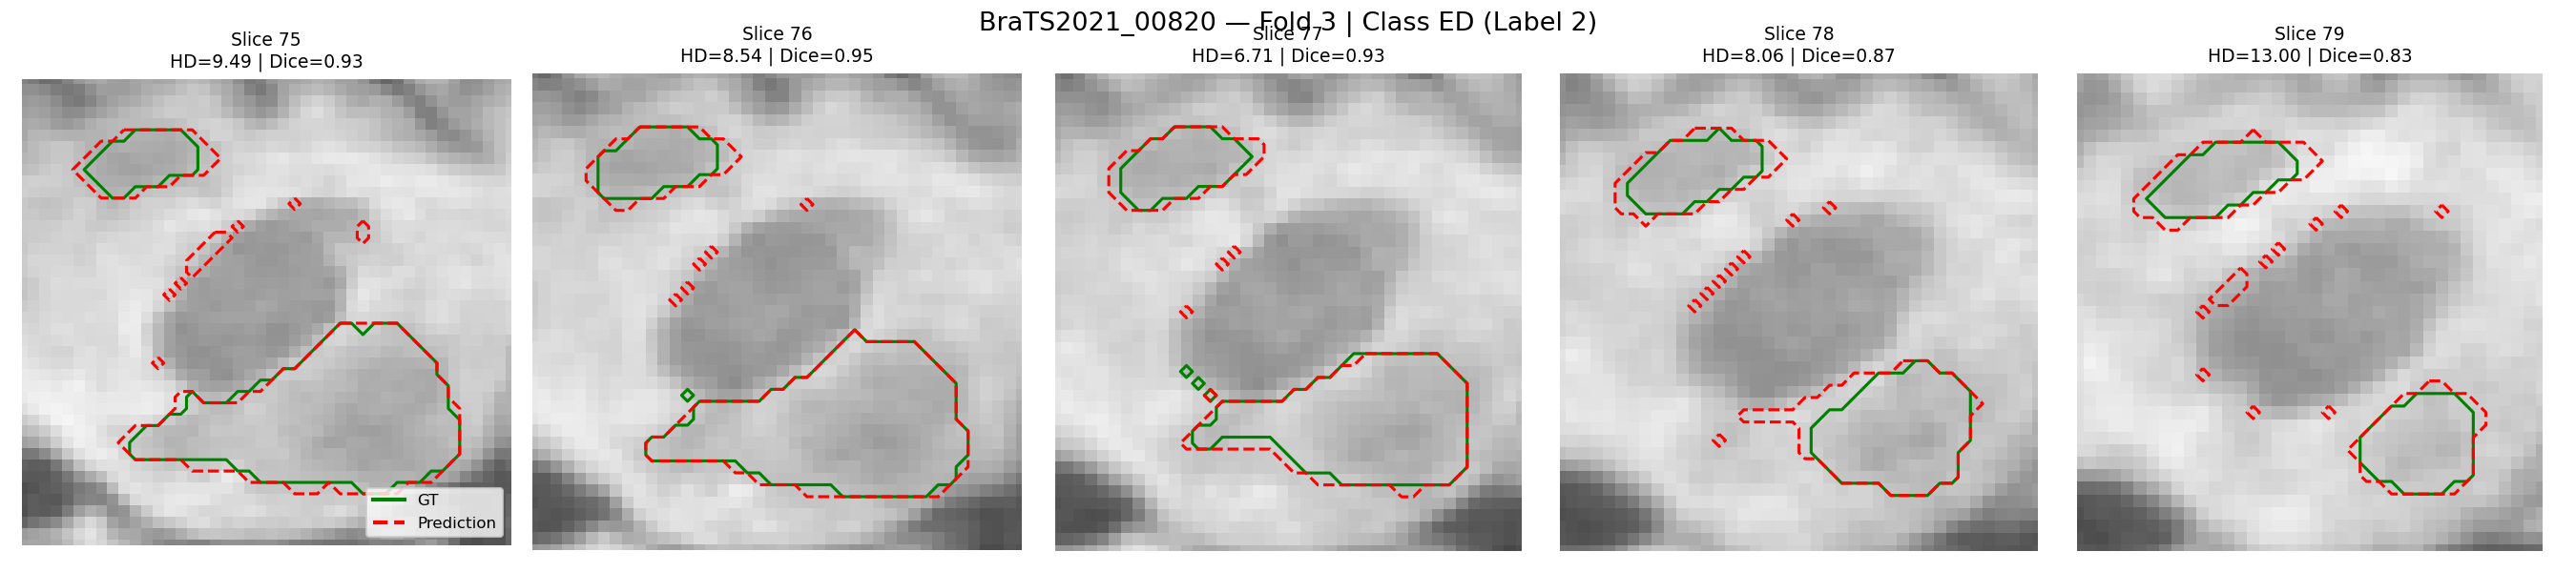 BraTS2021_00820 — Fold 3 | Class ED (Label 2)
Slice 75
HD=9.49 | Dice=0.93
Slice 76
HD=8.54 | Dice=0.95
Slice 77
HD=6.71 | Dice=0.93
Slice 78
HD=8.06 | Dice=0.87
Slice 79
HD=13.00 | Dice=0.83
GT
Prediction